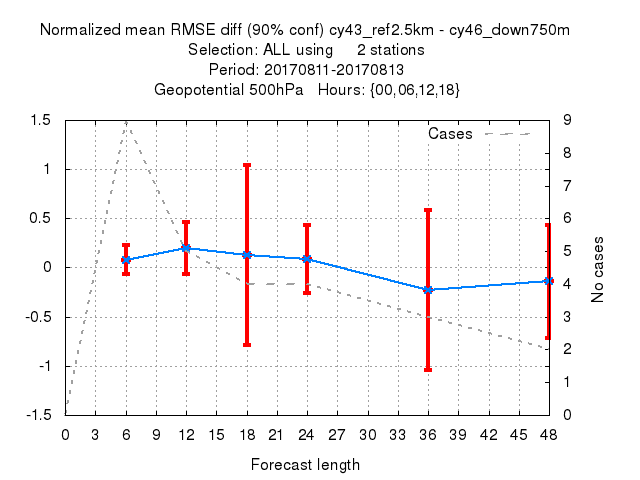 Normalized mean RMSE diff (90% conf) cy43_ref2.5km - cy46_down750m
Selection: ALL using 2 stations
Period: 20170811-20170813
Geopotential 500hPa Hours: {00,06,12,18}
Cases
1.5
1
0.5
0
-0.5
-1
-1.5
9
8
7
6
5
4
3
2
1
0
No cases
0 3 6 9 12 15 18 21 24 27 30 33 36 39 42 45 48
Forecast length